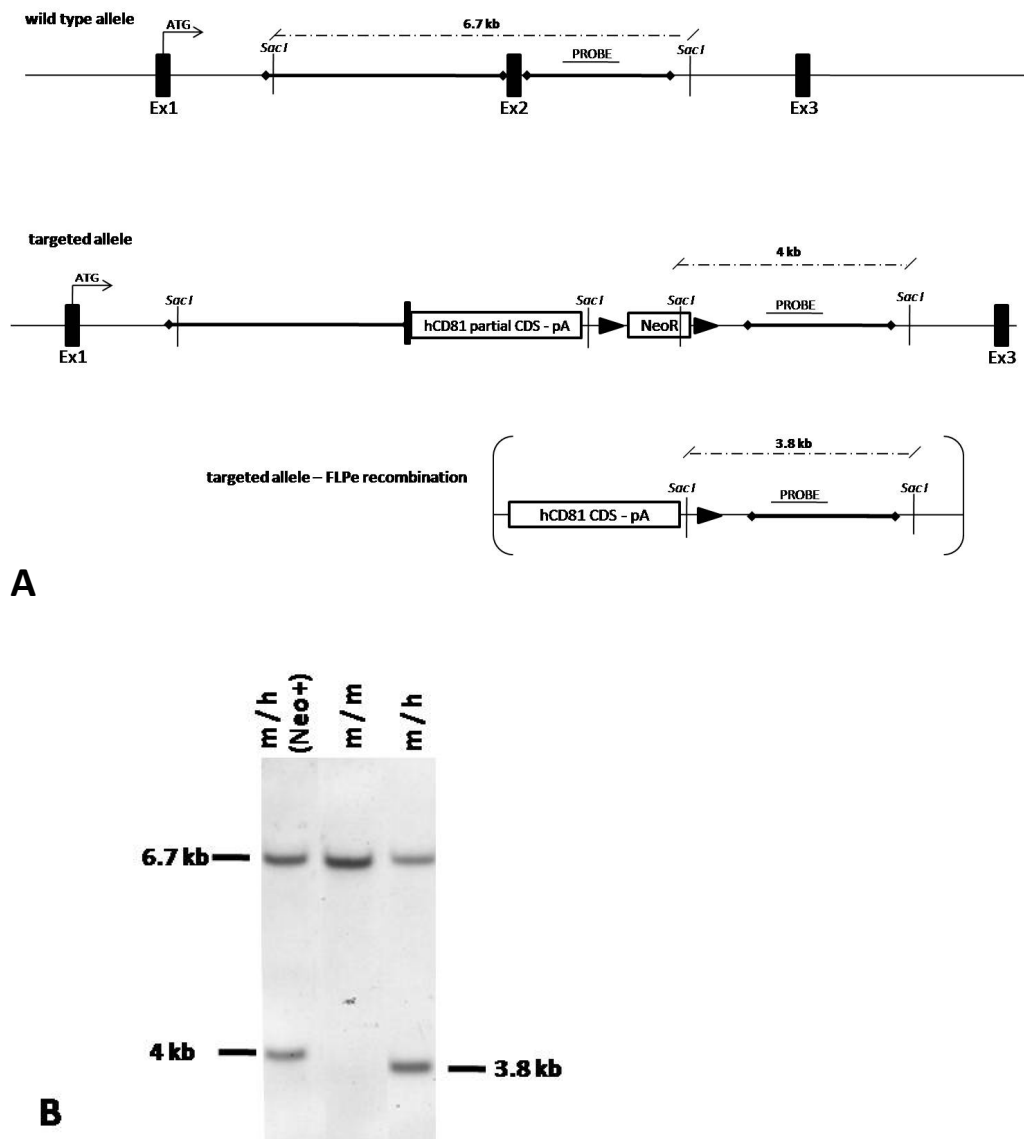 wild type allele
ATG
SacI
6.7 kb
PROBE
SacI
Ex1
Ex2
Ex3
targeted allele
ATG
SacI
SacI
SacI
4 kb
PROBE
SacI
hCD81 partial CDS - pA
NeoR
Ex1
Ex3
targeted allele – FLPe recombination
3.8 kb
SacI
PROBE
SacI
hCD81 CDS - pA
A
m / h
(Neo+)
m / m
m / h
6.7 kb
4 kb
3.8 kb
B